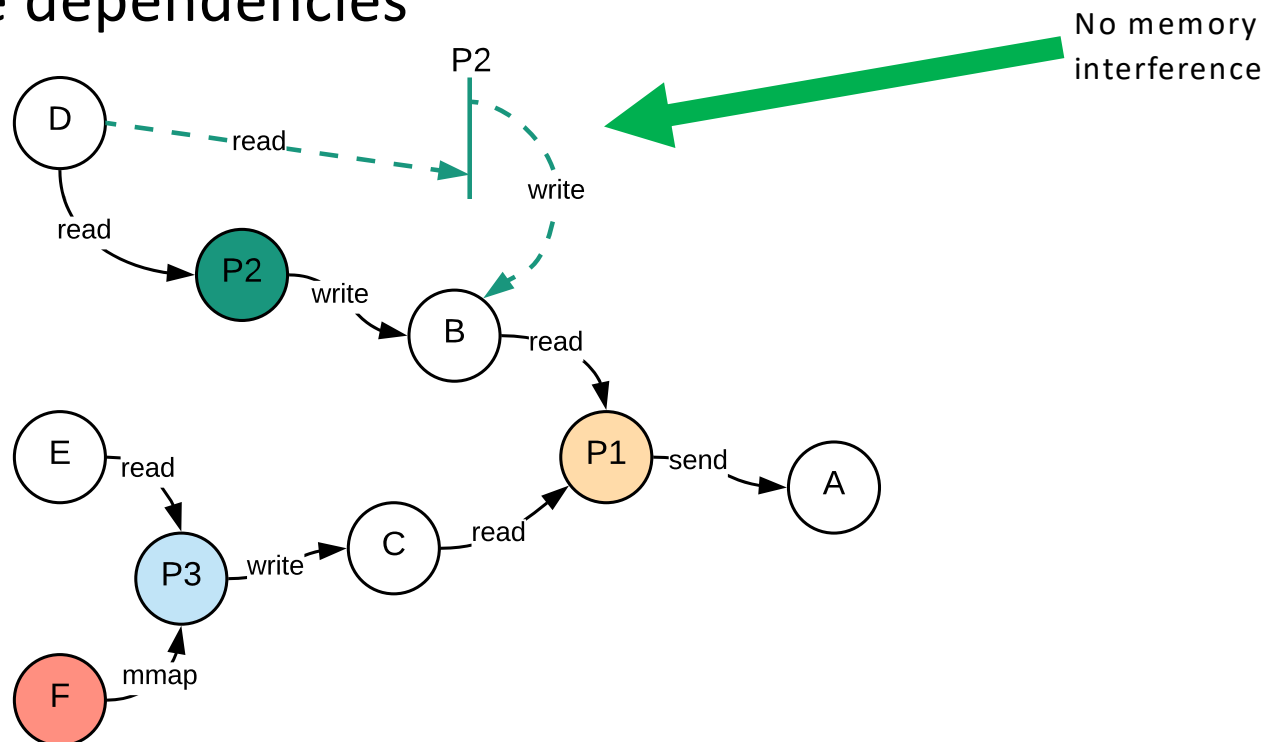 dependencies
No memory
interference
P2
D
read
write
read
P2
write
B
read
E
read
P1
send
A
P3
write
C
read
F
mmap